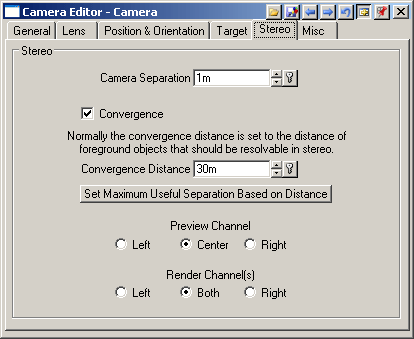 Camera Editor - Camera
General Lens Position & Orientation Target Stereo Misc
Stereo
Camera Separation 1m
Convergence
Normally the convergence distance is set to the distance of
foreground objects that should be resolvable in stereo.
Convergence Distance 30m
Set Maximum Useful Separation Based on Distance
Preview Channel
Left Center Right
Render Channel(s)
Left Both Right